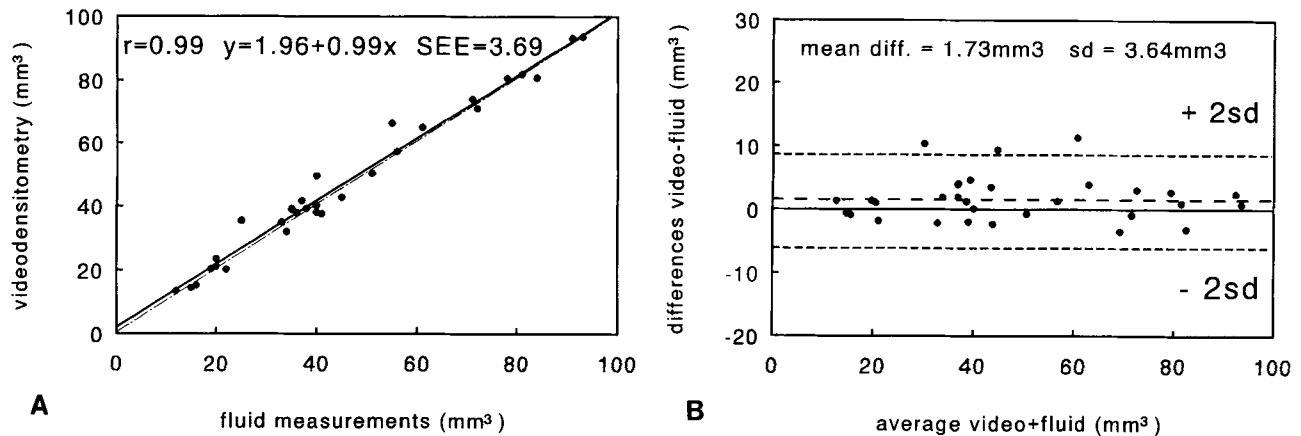 r=0.99 y=1.96+0.99x SEE=3.69
videodensitometry (mm³)
100
80
60
40
20
0
0 20 40 60 80 100
fluid measurements (mm³)
A
mean diff. = 1.73mm3 sd = 3.64mm3
differences video-fluid (mm³)
30
20
10
0
-10
-20
+ 2sd
- 2sd
0 20 40 60 80 100
average video+fluid (mm³)
B